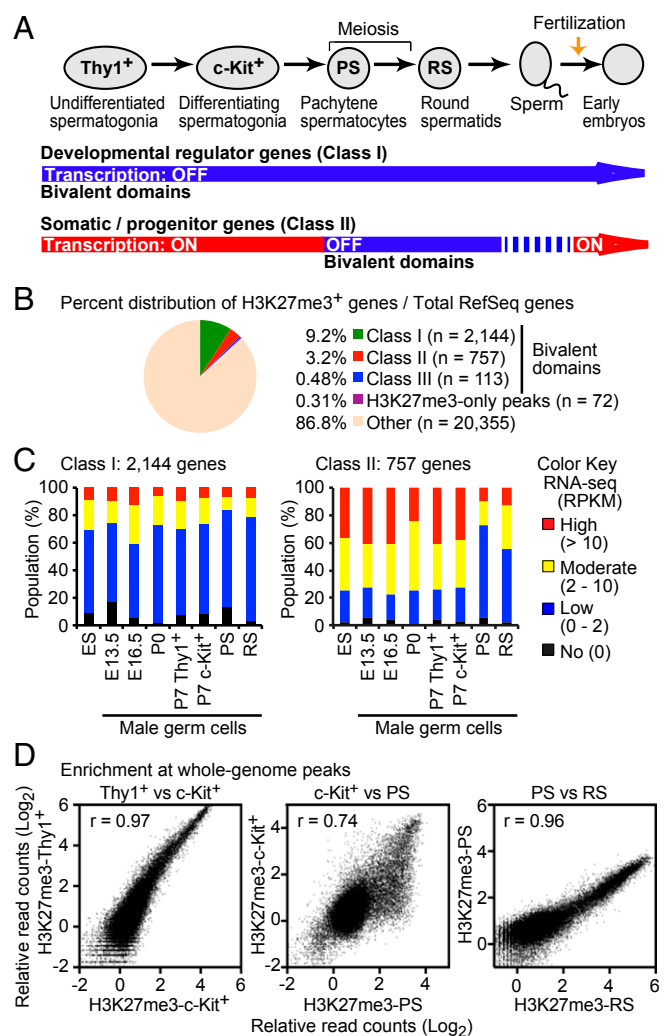 A
Fertilization
Meiosis
Thy1+ c-Kit+ PS RS
Undifferentiated spermatogonia
Differentiating spermatogonia
Pachytene spermatocytes
Round spermatids
Sperm
Early embryos
Developmental regulator genes (Class I)
Transcription: OFF
Bivalent domains
Somatic / progenitor genes (Class II)
Transcription: ON OFF ON
Bivalent domains
B
Percent distribution of H3K27me3+ genes / Total RefSeq genes
9.2% Class I (n = 2,144)
3.2% Class II (n = 757)
0.48% Class III (n = 113)
Bivalent domains
0.31% H3K27me3-only peaks (n = 72)
86.8% Other (n = 20,355)
C
Class I: 2,144 genes
Population (%)
100
80
60
40
20
0
ES E13.5 E16.5 P0 P7 Thy1+ P7 c-Kit+ PS RS
Male germ cells
Class II: 757 genes
Population (%)
100
80
60
40
20
0
ES E13.5 E16.5 P0 P7 Thy1+ P7 c-Kit+ PS RS
Male germ cells
Color Key
RNA-seq
(RPKM)
High
(> 10)
Moderate
(2 - 10)
Low
(0 - 2)
No (0)
D
Enrichment at whole-genome peaks
Thy1+ vs c-Kit+
r = 0.97
Relative read counts (Log2)
H3K27me3-Thy1+
6
4
2
0
-2
-2 0 2 4 6
H3K27me3-c-Kit+
c-Kit+ vs PS
r = 0.74
H3K27me3-c-Kit+
4
2
0
-2
-2 0 2 4
H3K27me3-PS
PS vs RS
r = 0.96
H3K27me3-PS
6
4
2
0
0 2 4 6
H3K27me3-RS
Relative read counts (Log2)